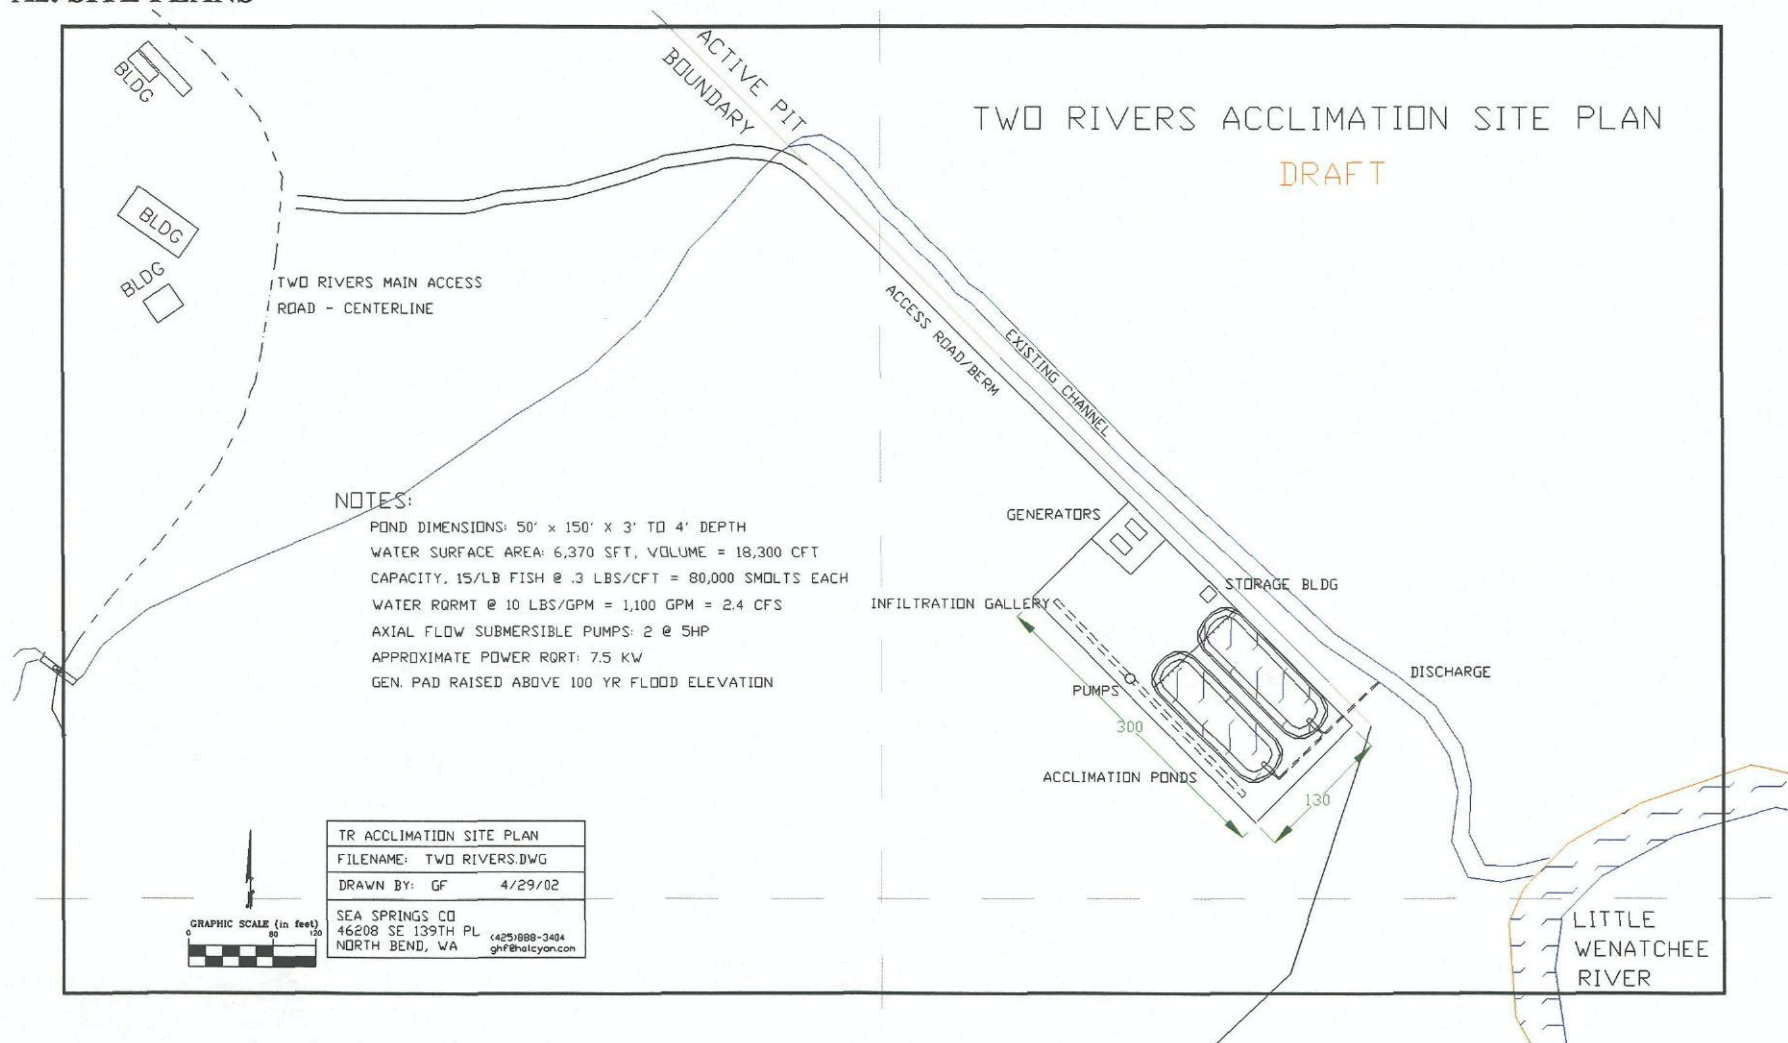 A2: SITE PLANS
TWO RIVERS ACCLIMATION SITE PLAN
DRAFT
ACTIVE PIT
BOUNDARY
BLDG
BLDG
BLDG
TWO RIVERS MAIN ACCESS
ROAD - CENTERLINE
ACCESS ROAD/BERM
EXISTING CHANNEL
NOTES:
POND DIMENSIONS: 50' x 150' X 3' TO 4' DEPTH
WATER SURFACE AREA: 6,370 SFT, VOLUME = 18,300 CFT
CAPACITY, 15/LB FISH @ .3 LBS/CFT = 80,000 SMOLTS EACH
WATER RQRMT @ 10 LBS/GPM = 1,100 GPM = 2.4 CFS
AXIAL FLOW SUBMERSIBLE PUMPS: 2 @ 5HP
APPROXIMATE POWER RQRT: 7.5 KW
GEN. PAD RAISED ABOVE 100 YR FLOOD ELEVATION
GENERATORS
STORAGE BLDG
INFILTRATION GALLERY
DISCHARGE
PUMPS
300
ACCLIMATION PONDS
130
TR ACCLIMATION SITE PLAN
FILENAME: TWO RIVERS.DWG
DRAWN BY: GF 4/29/02
SEA SPRINGS CO
46208 SE 139TH PL
NORTH BEND, WA
(425)888-3404
ghf@halcyon.com
GRAPHIC SCALE (in feet)
0 80 120
LITTLE
WENATCHEE
RIVER